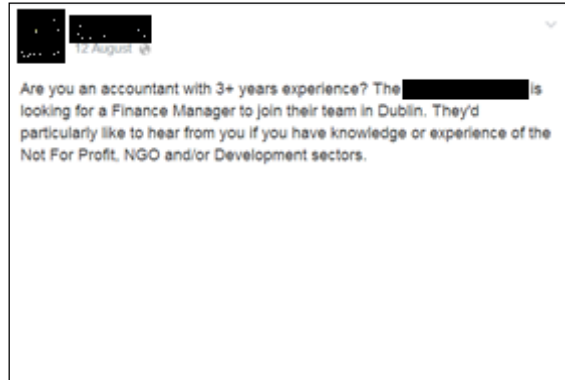 12 August
Are you an accountant with 3+ years experience? The is
looking for a Finance Manager to join their team in Dublin. They'd
particularly like to hear from you if you have knowledge or experience of the
Not For Profit, NGO and/or Development sectors.